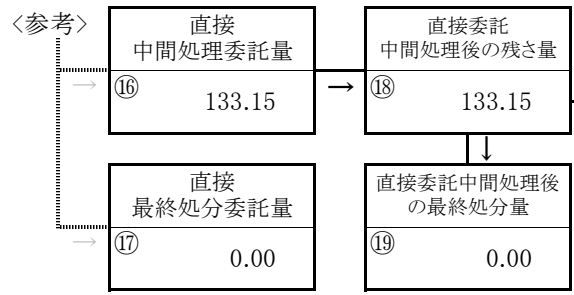 〈参考〉
直接
中間処理委託量
→
⑯
133.15
→
直接委託
中間処理後の残さ量
⑱
133.15
↓
直接
最終処分委託量
→
⑰
0.00
直接委託中間処理後
の最終処分量
⑲
0.00